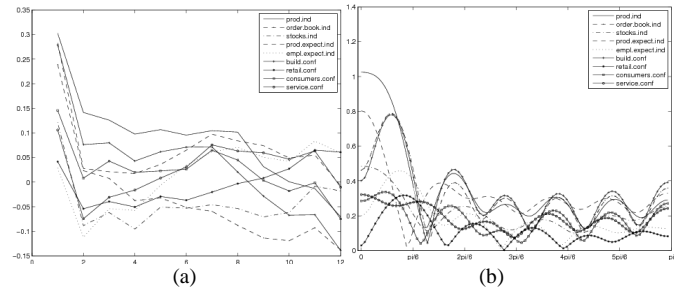 0.35
0.3
0.25
0.2
0.15
0.1
0.05
0
−0.05
−0.1
−0.15
0 2 4 6 8 10 12
prod.ind
order.book.ind
stocks.ind
prod.expect.ind
empl.expect.ind
build.conf
retail.conf
consumers.conf
service.conf
(a)
1.4
1.2
1
0.8
0.6
0.4
0.2
0
0 pi/6 2pi/6 3pi/6 4pi/6 5pi/6 pi
prod.ind
order.book.ind
stocks.ind
prod.expect.ind
empl.expect.ind
build.conf
retail.conf
consumers.conf
service.conf
(b)